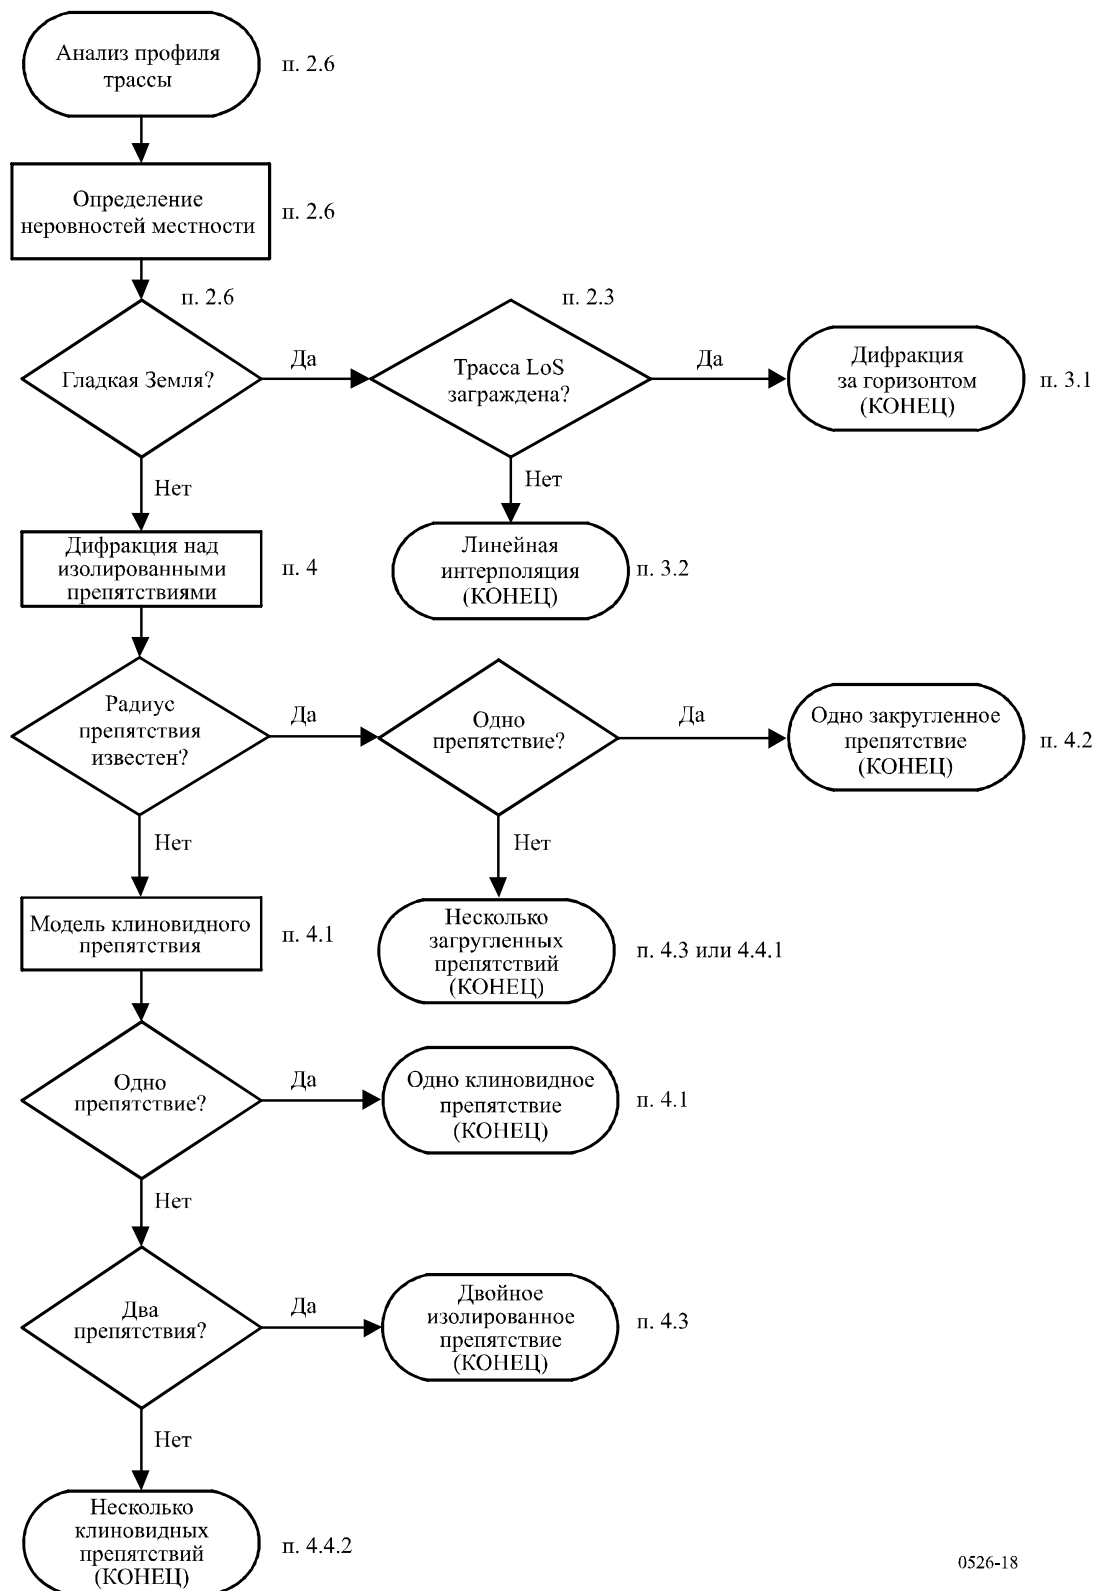 Анализ профиля
трассы
п. 2.6
Определение
неровностей местности
п. 2.6
п. 2.6
Гладкая Земля?
Да
п. 2.3
Трасса LoS
заграждена?
Да
Дифракция
за горизонтом
(КОНЕЦ)
п. 3.1
Нет
Нет
Дифракция над
изолированными
препятствиями
п. 4
Линейная
интерполяция
(КОНЕЦ)
п. 3.2
Радиус
препятствия
известен?
Да
Одно
препятствие?
Да
Одно закругленное
препятствие
(КОНЕЦ)
п. 4.2
Нет
Нет
Модель клиновидного
препятствия
п. 4.1
Несколько
загругленных
препятствий
(КОНЕЦ)
п. 4.3 или 4.4.1
Одно
препятствие?
Да
Одно клиновидное
препятствие
(КОНЕЦ)
п. 4.1
Нет
Два
препятствия?
Да
Двойное
изолированное
препятствие
(КОНЕЦ)
п. 4.3
Нет
Несколько
клиновидных
препятствий
(КОНЕЦ)
п. 4.4.2
0526-18